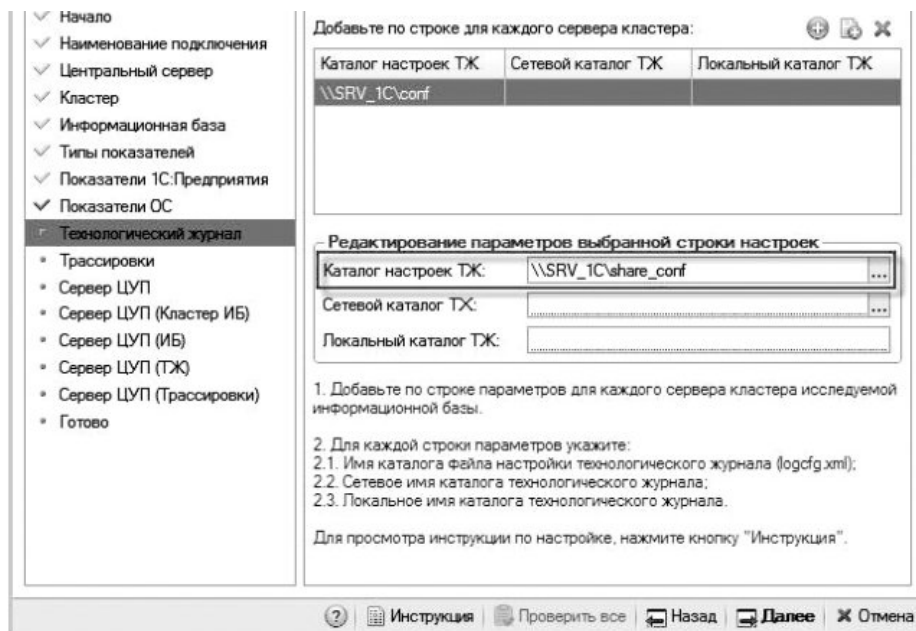 Начало
Наименование подключения
Центральный сервер
Кластер
Информационная база
Типы показателей
Показатели 1С:Предприятия
Показатели ОС
Технологический журнал
Трассировки
Сервер ЦУП
Сервер ЦУП (Кластер ИБ)
Сервер ЦУП (ИБ)
Сервер ЦУП (ТЖ)
Сервер ЦУП (Трассировки)
Готово
Добавьте по строке для каждого сервера кластера:
Каталог настроек ТЖ Сетевой каталог ТЖ Локальный каталог ТЖ
\\SRV_1C\conf
Редактирование параметров выбранной строки настроек
Каталог настроек ТЖ: \\SRV_1C\share_conf ...
Сетевой каталог ТЖ: ...
Локальный каталог ТЖ:
1. Добавьте по строке параметров для каждого сервера кластера исследуемой
информационной базы.
2. Для каждой строки параметров укажите:
2.1. Имя каталога файла настройки технологического журнала (logcfg.xml);
2.2. Сетевое имя каталога технологического журнала;
2.3. Локальное имя каталога технологического журнала.
Для просмотра инструкции по настройке, нажмите кнопку "Инструкция".
? Инструкция Проверить все Назад Далее Отмена